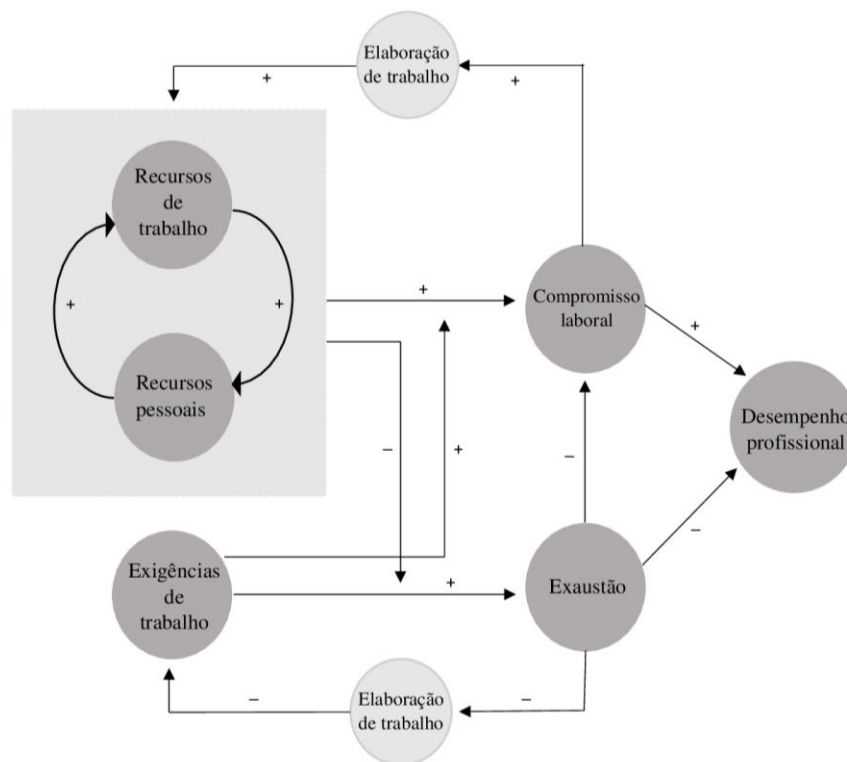 Elaboração
de trabalho
+
+
Recursos
de
trabalho
+
+
Recursos
pessoais
+
Compromisso
laboral
+
–
+
–
Desempenho
profissional
–
Exigências
de
trabalho
+
Exaustão
–
–
Elaboração
de trabalho